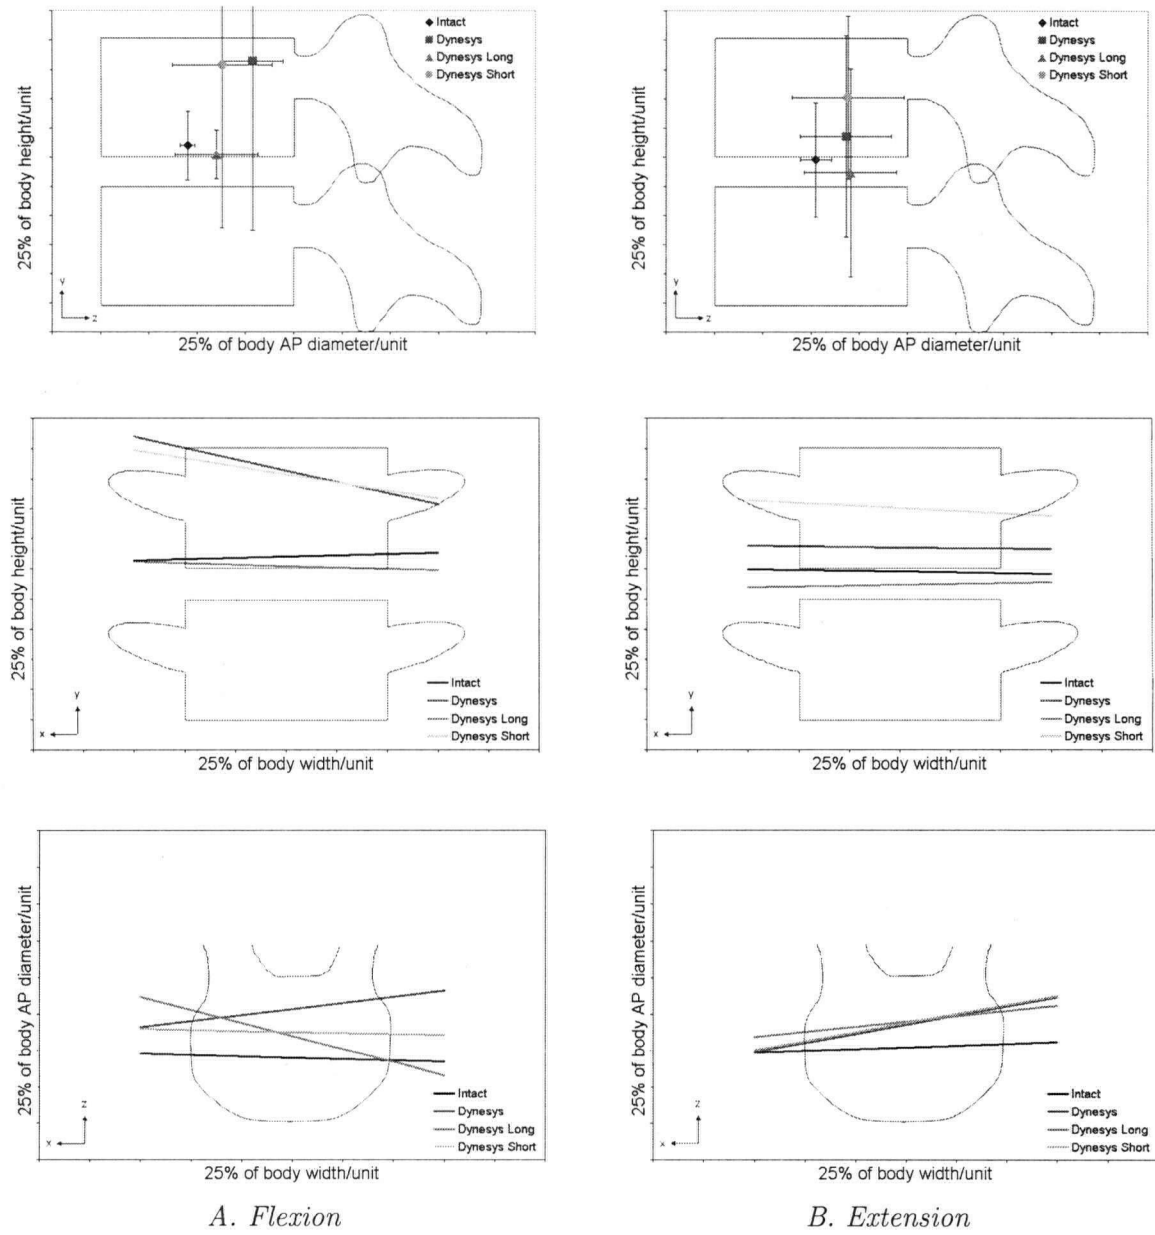 Intact
Dynesys
Dynesys Long
Dynesys Short
25% of body height/unit
y
z
25% of body AP diameter/unit
Intact
Dynesys
Dynesys Long
Dynesys Short
25% of body height/unit
y
z
25% of body AP diameter/unit
25% of body height/unit
Intact
Dynesys
Dynesys Long
Dynesys Short
y
x
25% of body width/unit
25% of body height/unit
Intact
Dynesys
Dynesys Long
Dynesys Short
y
x
25% of body width/unit
25% of body AP diameter/unit
Intact
Dynesys
Dynesys Long
Dynesys Short
z
x
25% of body width/unit
25% of body AP diameter/unit
Intact
Dynesys
Dynesys Long
Dynesys Short
z
x
25% of body width/unit
A. Flexion
B. Extension